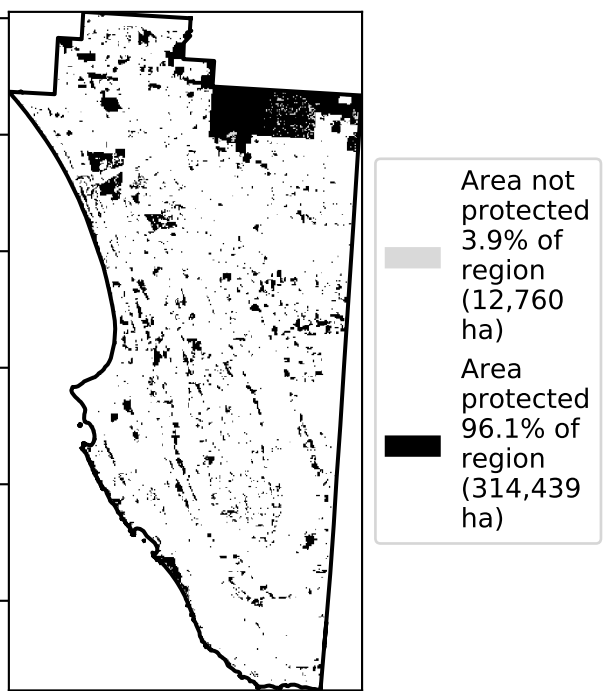 Area not
protected
3.9% of
region
(12,760
ha)
Area
protected
96.1% of
region
(314,439
ha)